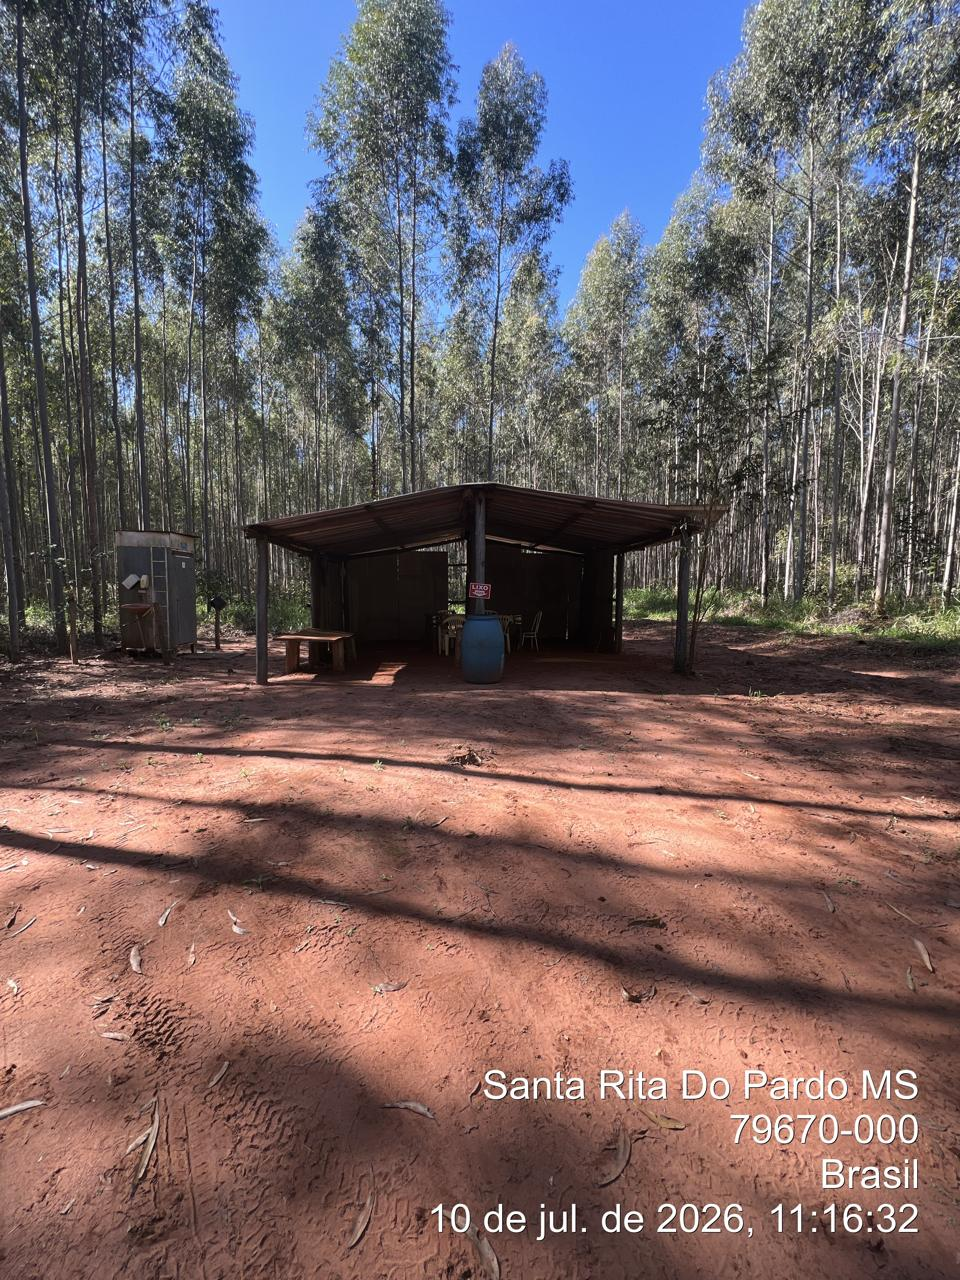 LIXO
Santa Rita Do Pardo MS
79670-000
Brasil
10 de jul. de 2026, 11:16:32